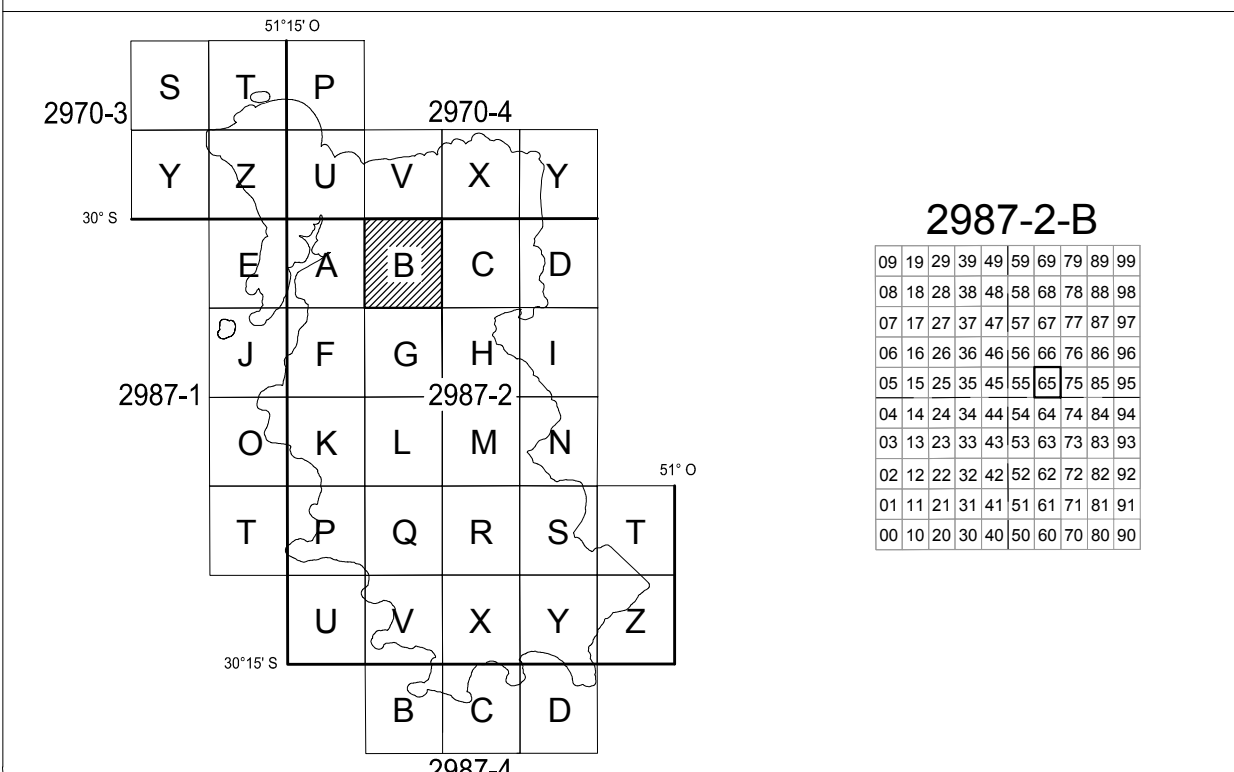 51°15' O
S T P
2970-3
2970-4
Y Z U V X Y
30° S
E A B C D
J F G H I
2987-1
2987-2
O K L M N
51° O
T P Q R S T
U V X Y Z
30°15' S
B C D
2987-4
2987-2-B
09 19 29 39 49 59 69 79 89 99
08 18 28 38 48 58 68 78 88 98
07 17 27 37 47 57 67 77 87 97
06 16 26 36 46 56 66 76 86 96
05 15 25 35 45 55 65 75 85 95
04 14 24 34 44 54 64 74 84 94
03 13 23 33 43 53 63 73 83 93
02 12 22 32 42 52 62 72 82 92
01 11 21 31 41 51 61 71 81 91
00 10 20 30 40 50 60 70 80 90